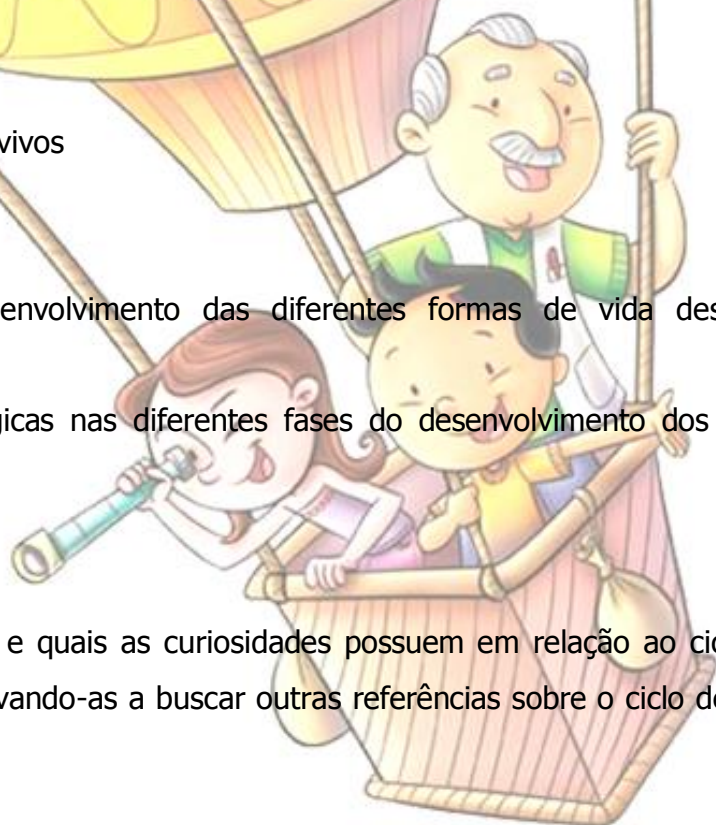 vivos
envolvimento das diferentes formas de vida des
gicas nas diferentes fases do desenvolvimento dos
e quais as curiosidades possuem em relação ao cic
vando-as a buscar outras referências sobre o ciclo de